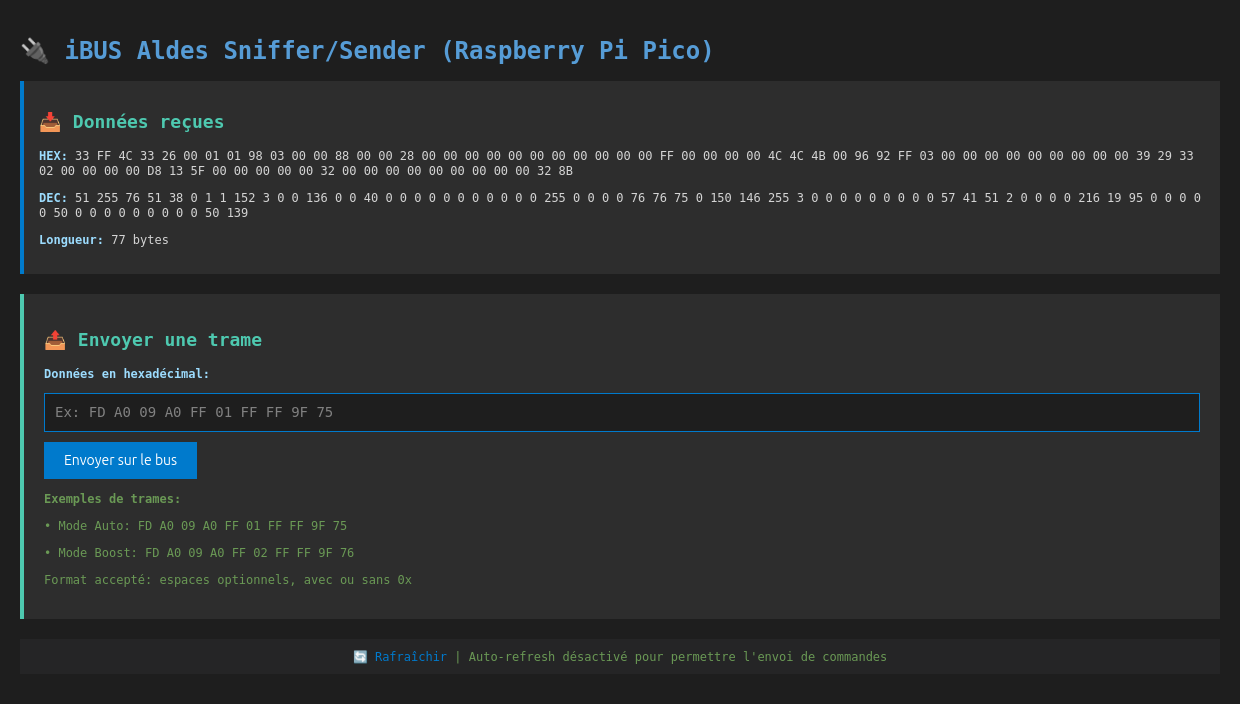 🔌 iBUS Aldes Sniffer/Sender (Raspberry Pi Pico)
📥 Données reçues
HEX: 33 FF 4C 33 26 00 01 01 98 03 00 00 88 00 00 28 00 00 00 00 00 00 00 00 00 00 00 FF 00 00 00 00 4C 4C 4B 00 96 92 FF 03 00 00 00 00 00 00 00 00 00 39 29 33
02 00 00 00 00 D8 13 5F 00 00 00 00 00 32 00 00 00 00 00 00 00 00 00 32 8B
DEC: 51 255 76 51 38 0 1 1 152 3 0 0 136 0 0 40 0 0 0 0 0 0 0 0 0 0 0 255 0 0 0 0 76 76 75 0 150 146 255 3 0 0 0 0 0 0 0 0 0 57 41 51 2 0 0 0 0 216 19 95 0 0 0 0
0 50 0 0 0 0 0 0 0 0 0 50 139
Longueur: 77 bytes
📤 Envoyer une trame
Données en hexadécimal:
Ex: FD A0 09 A0 FF 01 FF FF 9F 75
Envoyer sur le bus
Exemples de trames:
• Mode Auto: FD A0 09 A0 FF 01 FF FF 9F 75
• Mode Boost: FD A0 09 A0 FF 02 FF FF 9F 76
Format accepté: espaces optionnels, avec ou sans 0x
🔄 Rafraîchir | Auto-refresh désactivé pour permettre l'envoi de commandes